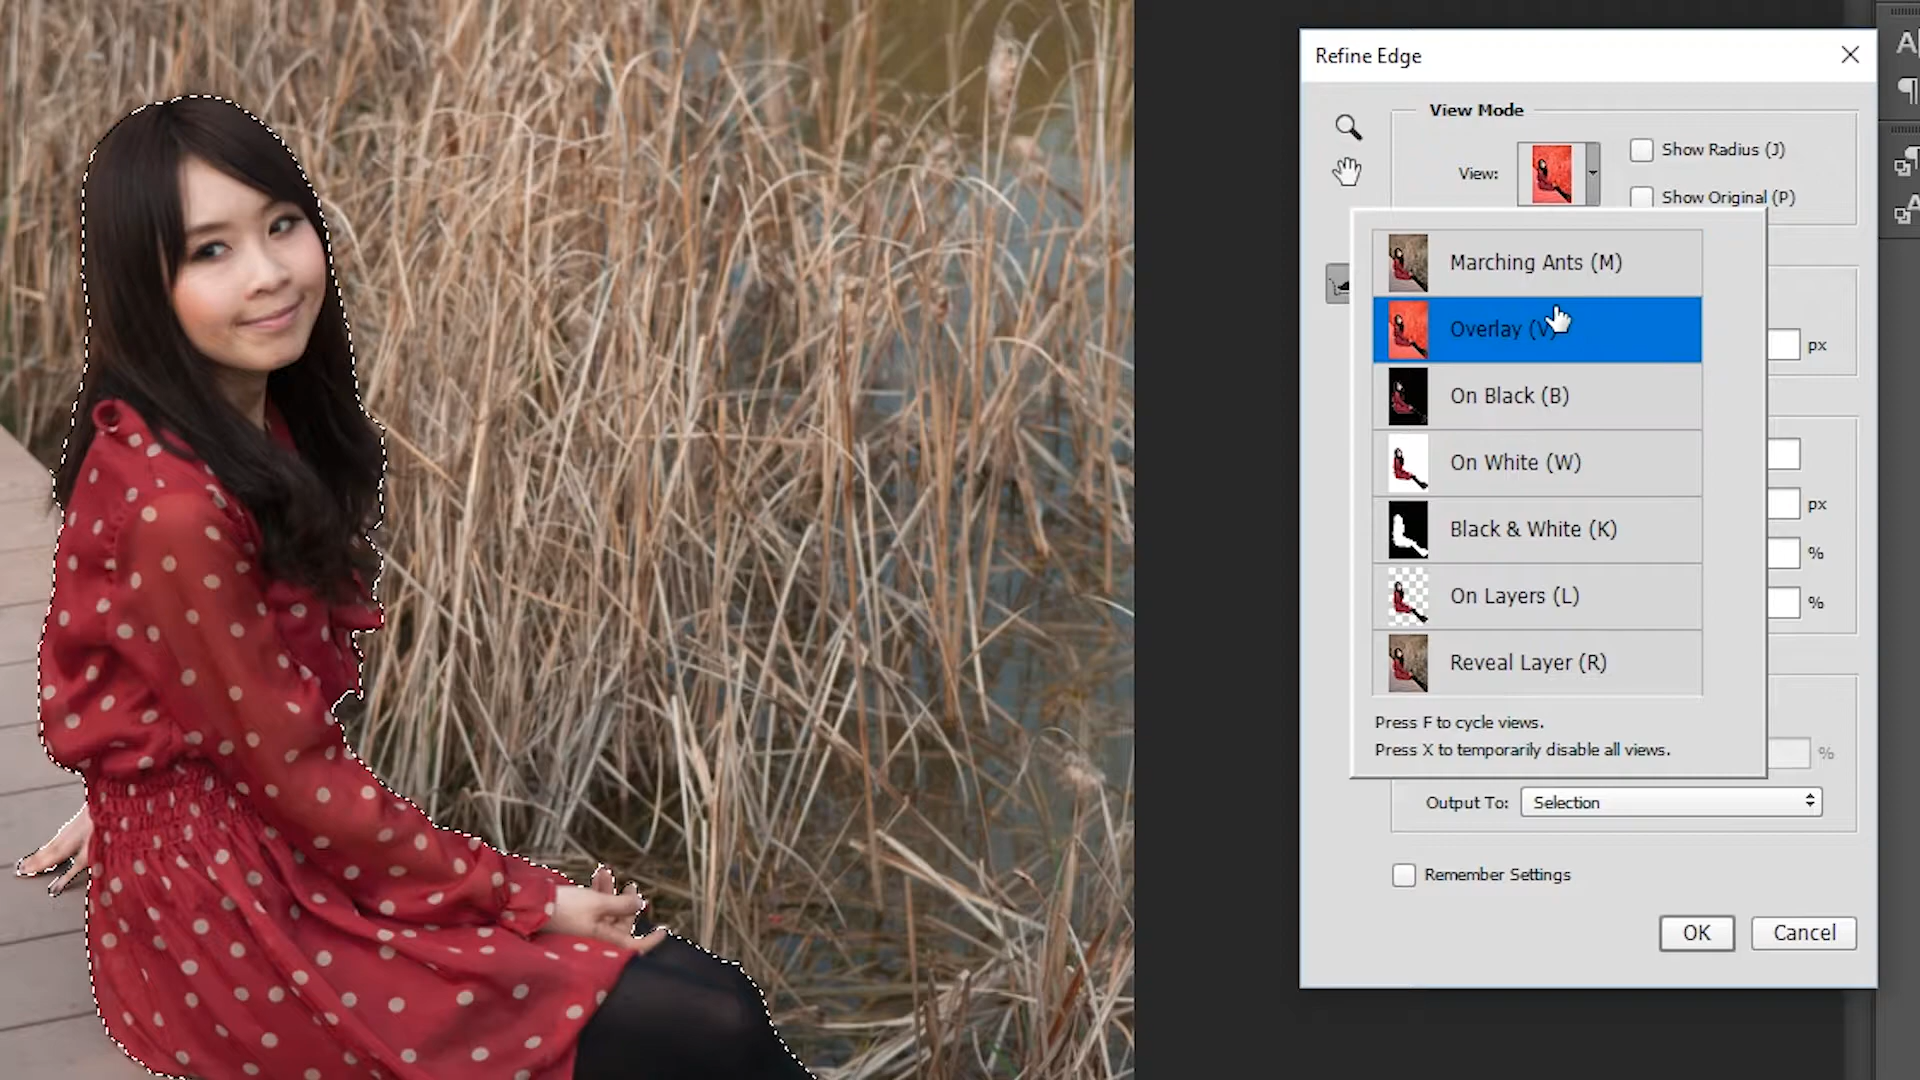 Refine Edge
View Mode
View:
Show Radius (J)
Show Original (P)
Marching Ants (M)
Overlay (V)
On Black (B)
On White (W)
Black & White (K)
On Layers (L)
Reveal Layer (R)
Press F to cycle views.
Press X to temporarily disable all views.
px
px
%
%
%
Output To: Selection
Remember Settings
OK
Cancel